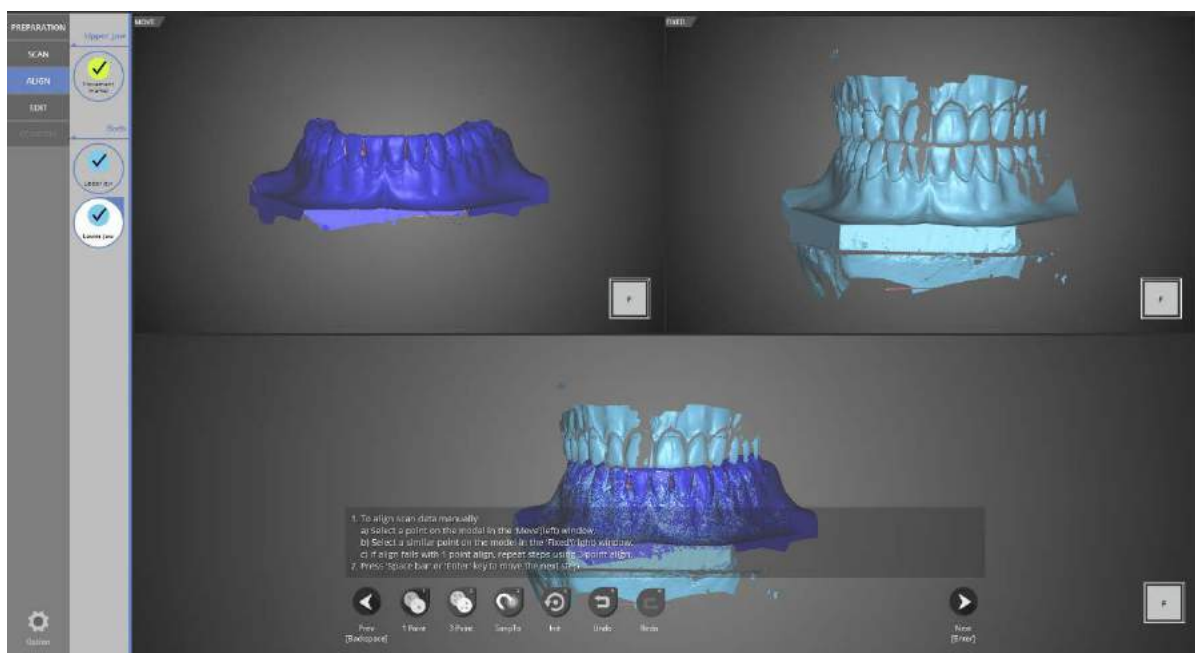 PREPARATION
SCAN
ALIGN
EDIT
Option
Upper Jaw
Both
Lower Jaw
MOVE
FIXED
F
F
1. To align scan data manually
a) Select a point on the model in the 'Move'(left) window.
b) Select a similar point on the model in the 'Fixed'(right) window.
c) If align fails with 1 point align, repeat steps using 3 point align.
2. Press 'Space bar' or 'Enter' key to move the next step
Prev
[Backspace]
1 Point
3 Point
Init
Undo
Redo
Next
[Enter]
F